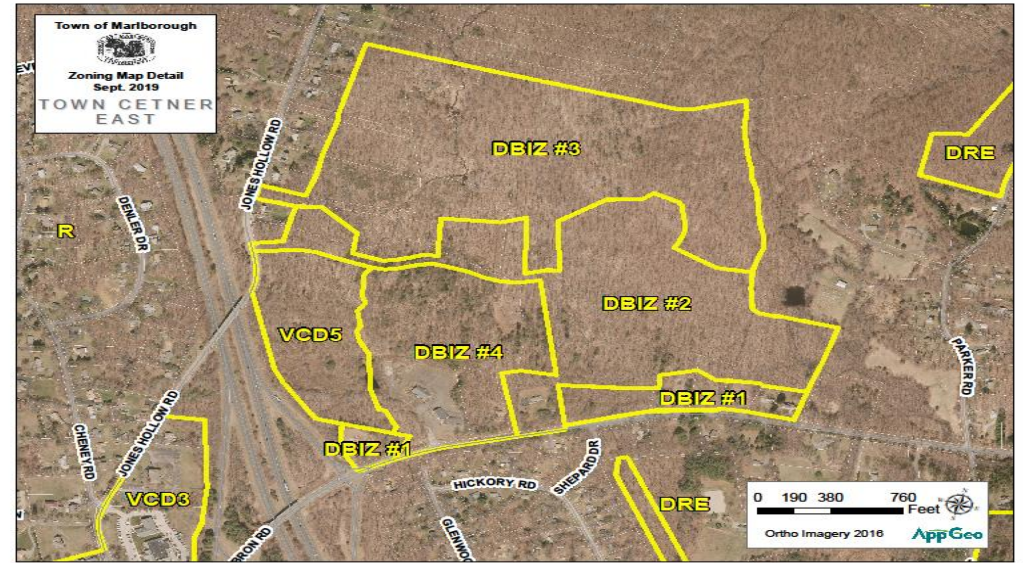 Town of Marlborough
Zoning Map Detail
Sept. 2019
TOWN CETNER
EAST
JONES HOLLOW RD
DBIZ #3
DRE
DENLER DR
R
DBIZ #2
VCD5
DBIZ #4
PARKER RD
DBIZ #1
DBIZ #1
JONES HOLLOW RD
CHENEY RD
VCD3
HICKORY RD
SHEPARD DR
DRE
BRON RD
GLENWOO
0 190 380 760
Feet
Ortho Imagery 2016
AppGeo